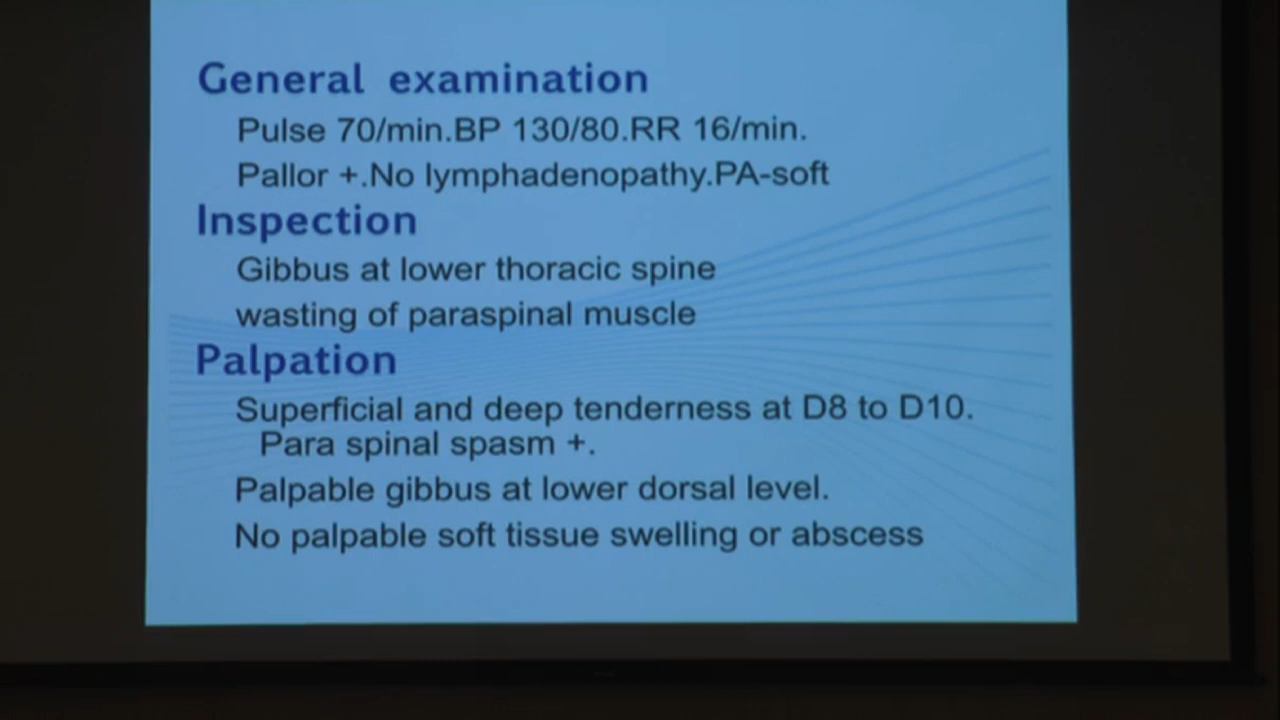 General examination
Pulse 70/min.BP 130/80.RR 16/min.
Pallor +.No lymphadenopathy.PA-soft
Inspection
Gibbus at lower thoracic spine
wasting of paraspinal muscle
Palpation
Superficial and deep tenderness at D8 to D10.
Para spinal spasm +.
Palpable gibbus at lower dorsal level.
No palpable soft tissue swelling or abscess